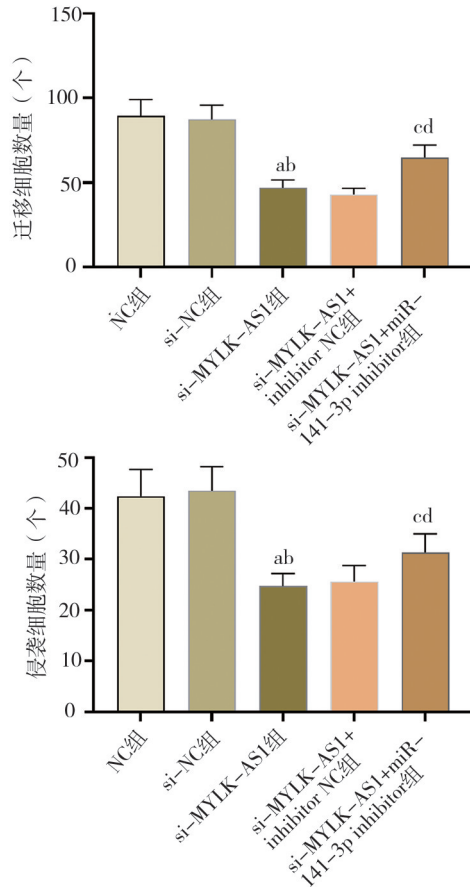 150
100
50
0
迁移细胞数量（个）
ab
cd
NC组
si-NC组
si-MYLK-AS1组
si-MYLK-AS1+
inhibitor NC组
si-MYLK-AS1+miR-
141-3p inhibitor组
50
40
30
20
10
0
侵袭细胞数量（个）
ab
cd
NC组
si-NC组
si-MYLK-AS1组
si-MYLK-AS1+
inhibitor NC组
si-MYLK-AS1+miR-
141-3p inhibitor组